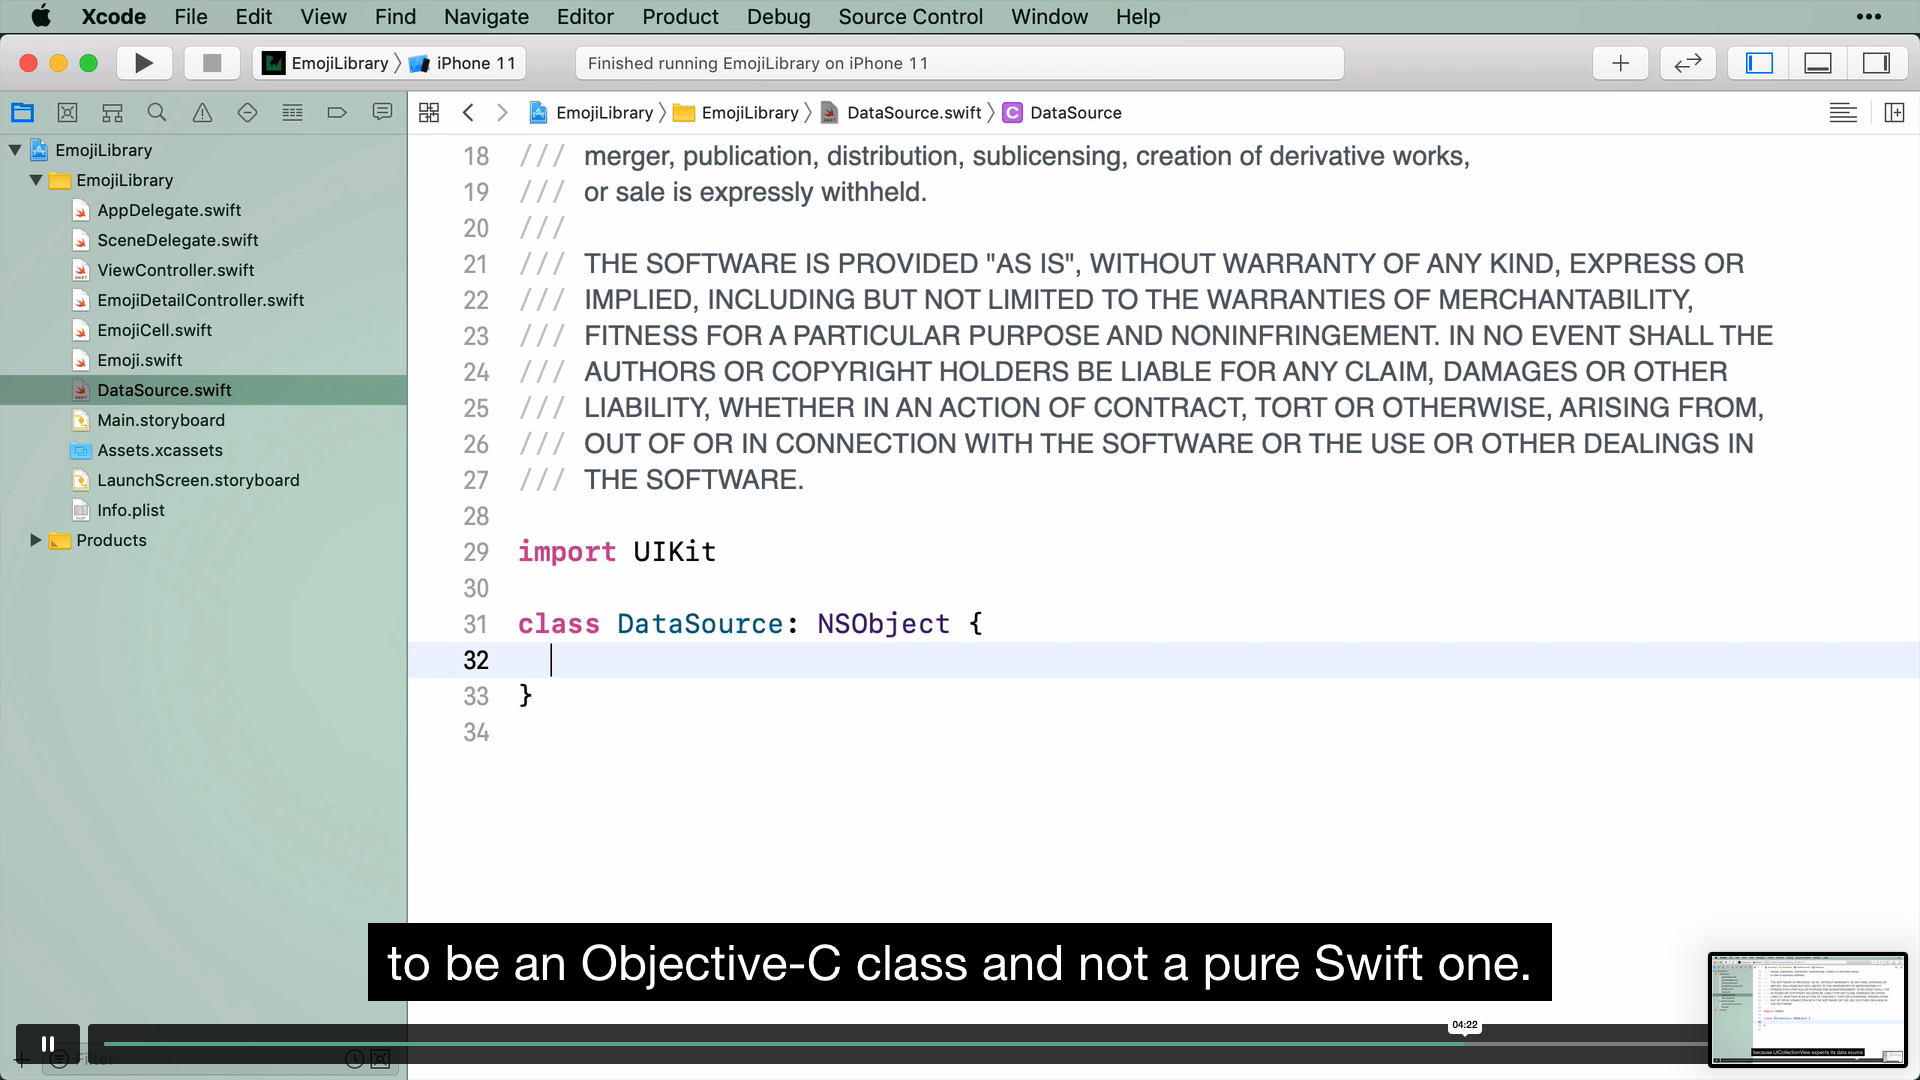 Xcode File Edit View Find Navigate Editor Product Debug Source Control Window Help
EmojiLibrary iPhone 11
Finished running EmojiLibrary on iPhone 11
EmojiLibrary EmojiLibrary DataSource.swift C DataSource
EmojiLibrary
EmojiLibrary
AppDelegate.swift
SceneDelegate.swift
ViewController.swift
EmojiDetailController.swift
EmojiCell.swift
Emoji.swift
DataSource.swift
Main.storyboard
Assets.xcassets
LaunchScreen.storyboard
Info.plist
Products
18 /// merger, publication, distribution, sublicensing, creation of derivative works,
19 /// or sale is expressly withheld.
20 ///
21 /// THE SOFTWARE IS PROVIDED "AS IS", WITHOUT WARRANTY OF ANY KIND, EXPRESS OR
22 /// IMPLIED, INCLUDING BUT NOT LIMITED TO THE WARRANTIES OF MERCHANTABILITY,
23 /// FITNESS FOR A PARTICULAR PURPOSE AND NONINFRINGEMENT. IN NO EVENT SHALL THE
24 /// AUTHORS OR COPYRIGHT HOLDERS BE LIABLE FOR ANY CLAIM, DAMAGES OR OTHER
25 /// LIABILITY, WHETHER IN AN ACTION OF CONTRACT, TORT OR OTHERWISE, ARISING FROM,
26 /// OUT OF OR IN CONNECTION WITH THE SOFTWARE OR THE USE OR OTHER DEALINGS IN
27 /// THE SOFTWARE.
28
29 import UIKit
30
31 class DataSource: NSObject {
32
33 }
34
to be an Objective-C class and not a pure Swift one.
04:22
Filter
because UICollectionView expects its data source